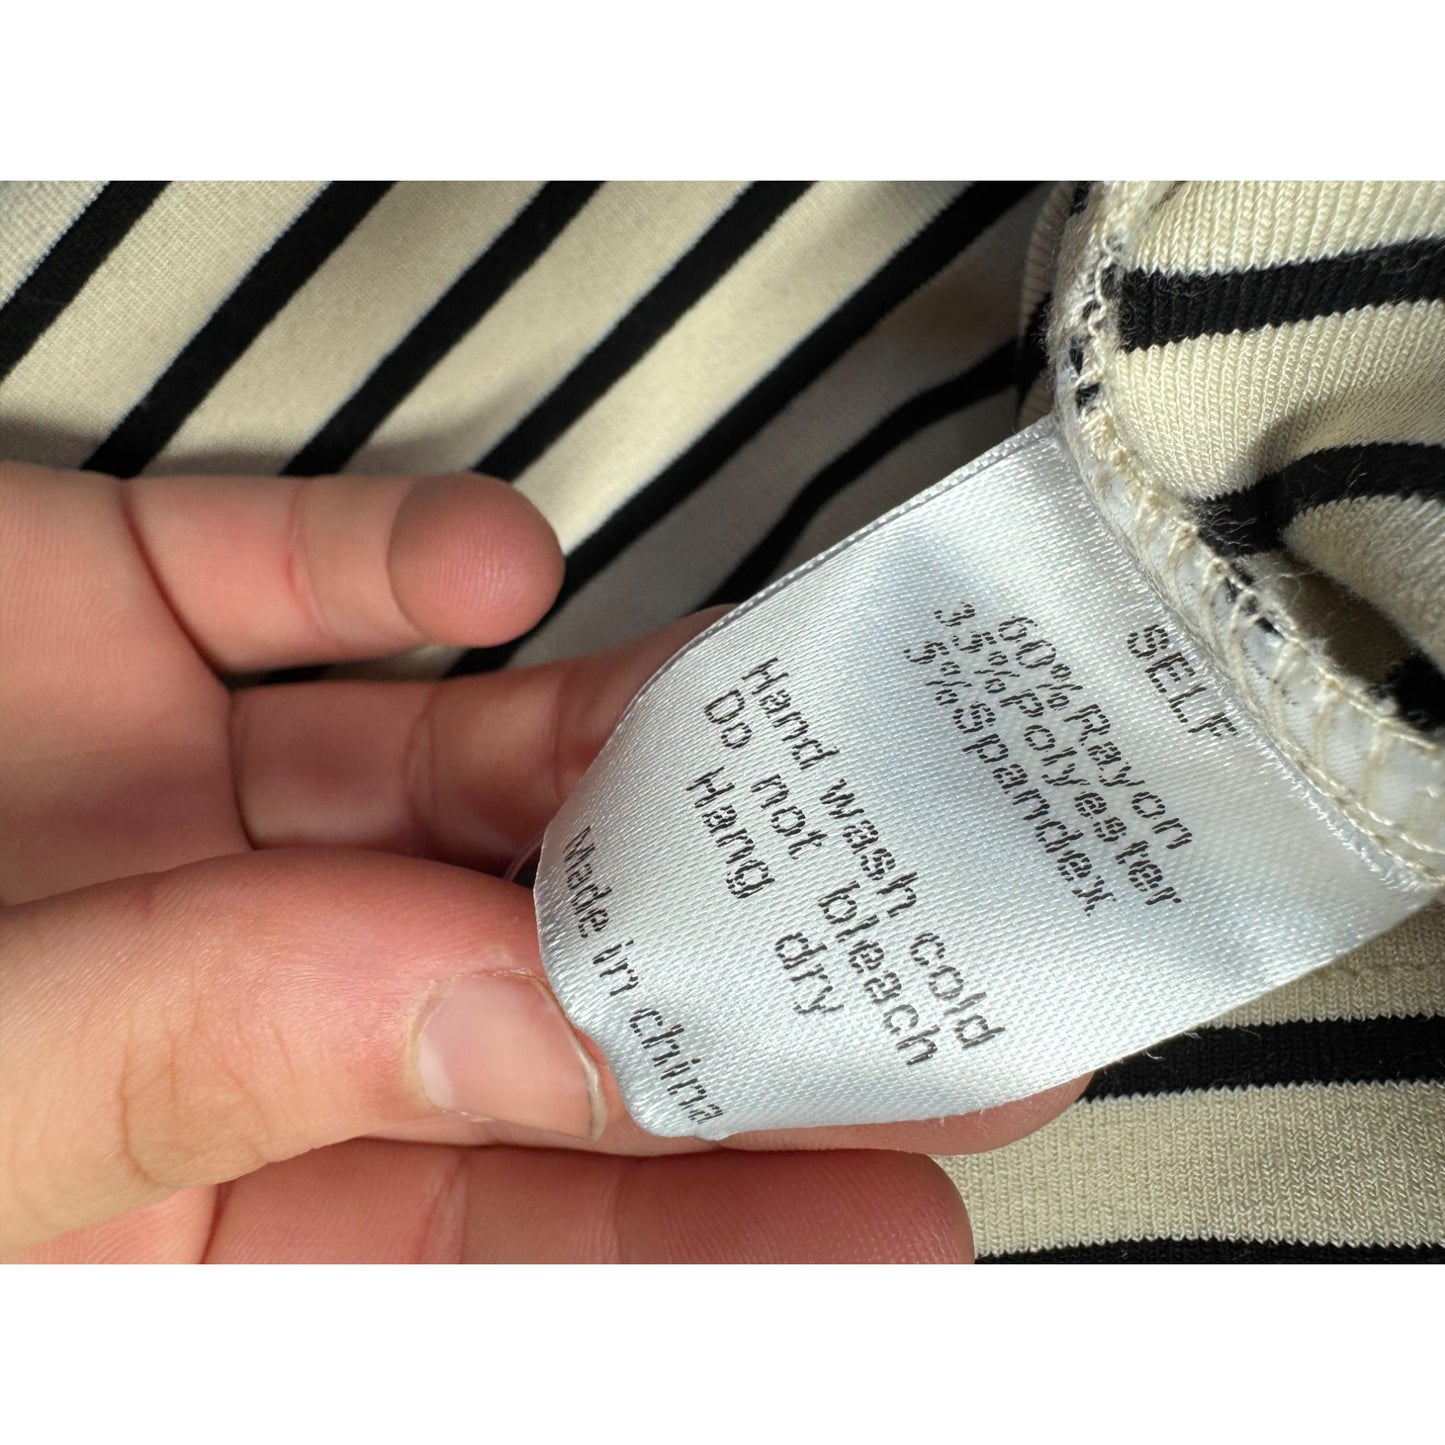 SELF
60%Rayon
35%Polyester
5%Spandex
Hand wash cold
Do not bleach
Hang dry
Made in china